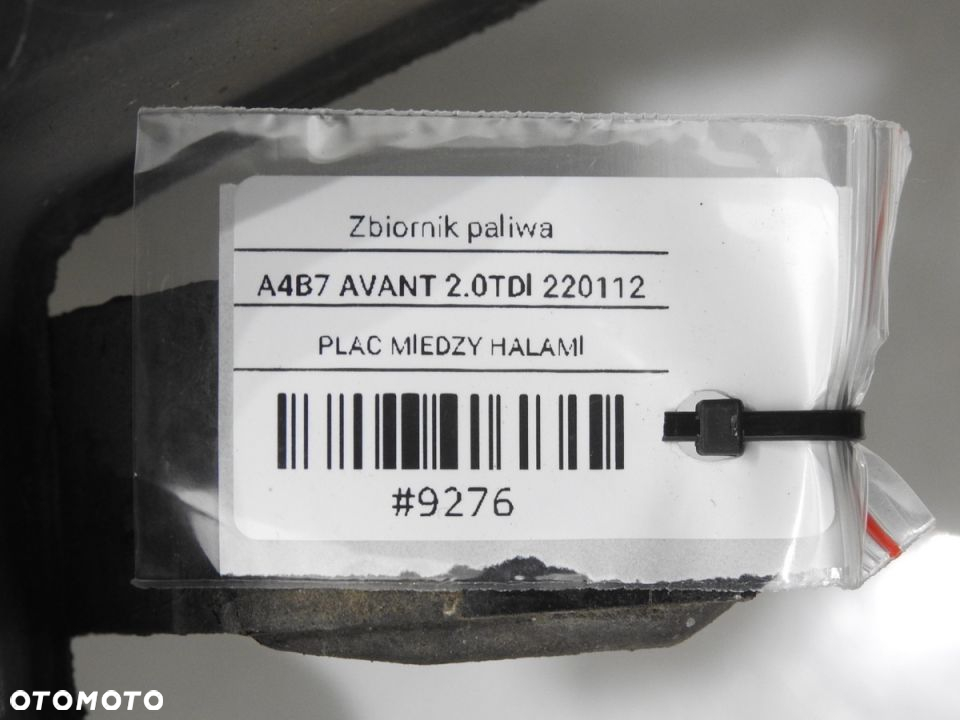 Zbiornik paliwa
A4B7 AVANT 2.0TDI 220112
PLAC MIEDZY HALAMI
#9276
OTOMOTO